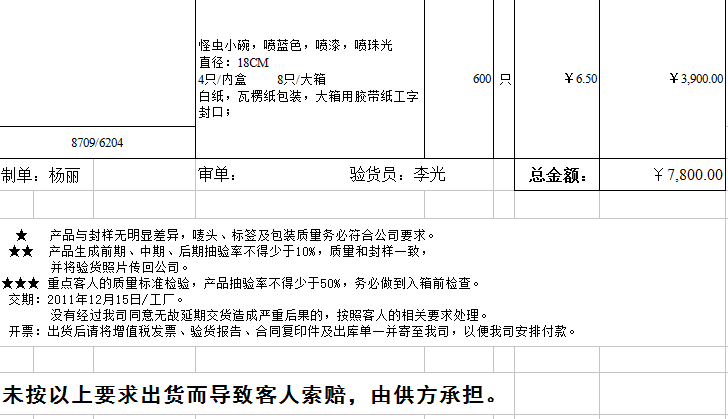 怪虫小碗，喷蓝色，喷漆，喷珠光
直径：18CM
4只/内盒 8只/大箱
白纸，瓦楞纸包装，大箱用胶带纸工字
封口；
600 只 ￥6.50 ￥3,900.00
8709/6204
制单：杨丽 审单： 验货员：李光 总金额： ￥7,800.00
★ 产品与封样无明显差异，唛头、标签及包装质量务必符合公司要求。
★★ 产品生成前期、中期、后期抽验率不得少于10%，质量和封样一致，
并将验货照片传回公司。
★★★ 重点客人的质量标准检验，产品抽验率不得少于50%，务必做到入箱前检查。
交期：2011年12月15日/工厂。
没有经过我司同意无故延期交货造成严重后果的，按照客人的相关要求处理。
开票：出货后请将增值税发票、验货报告、合同复印件及出库单一并寄至我司，以便我司安排付款。
未按以上要求出货而导致客人索赔，由供方承担。